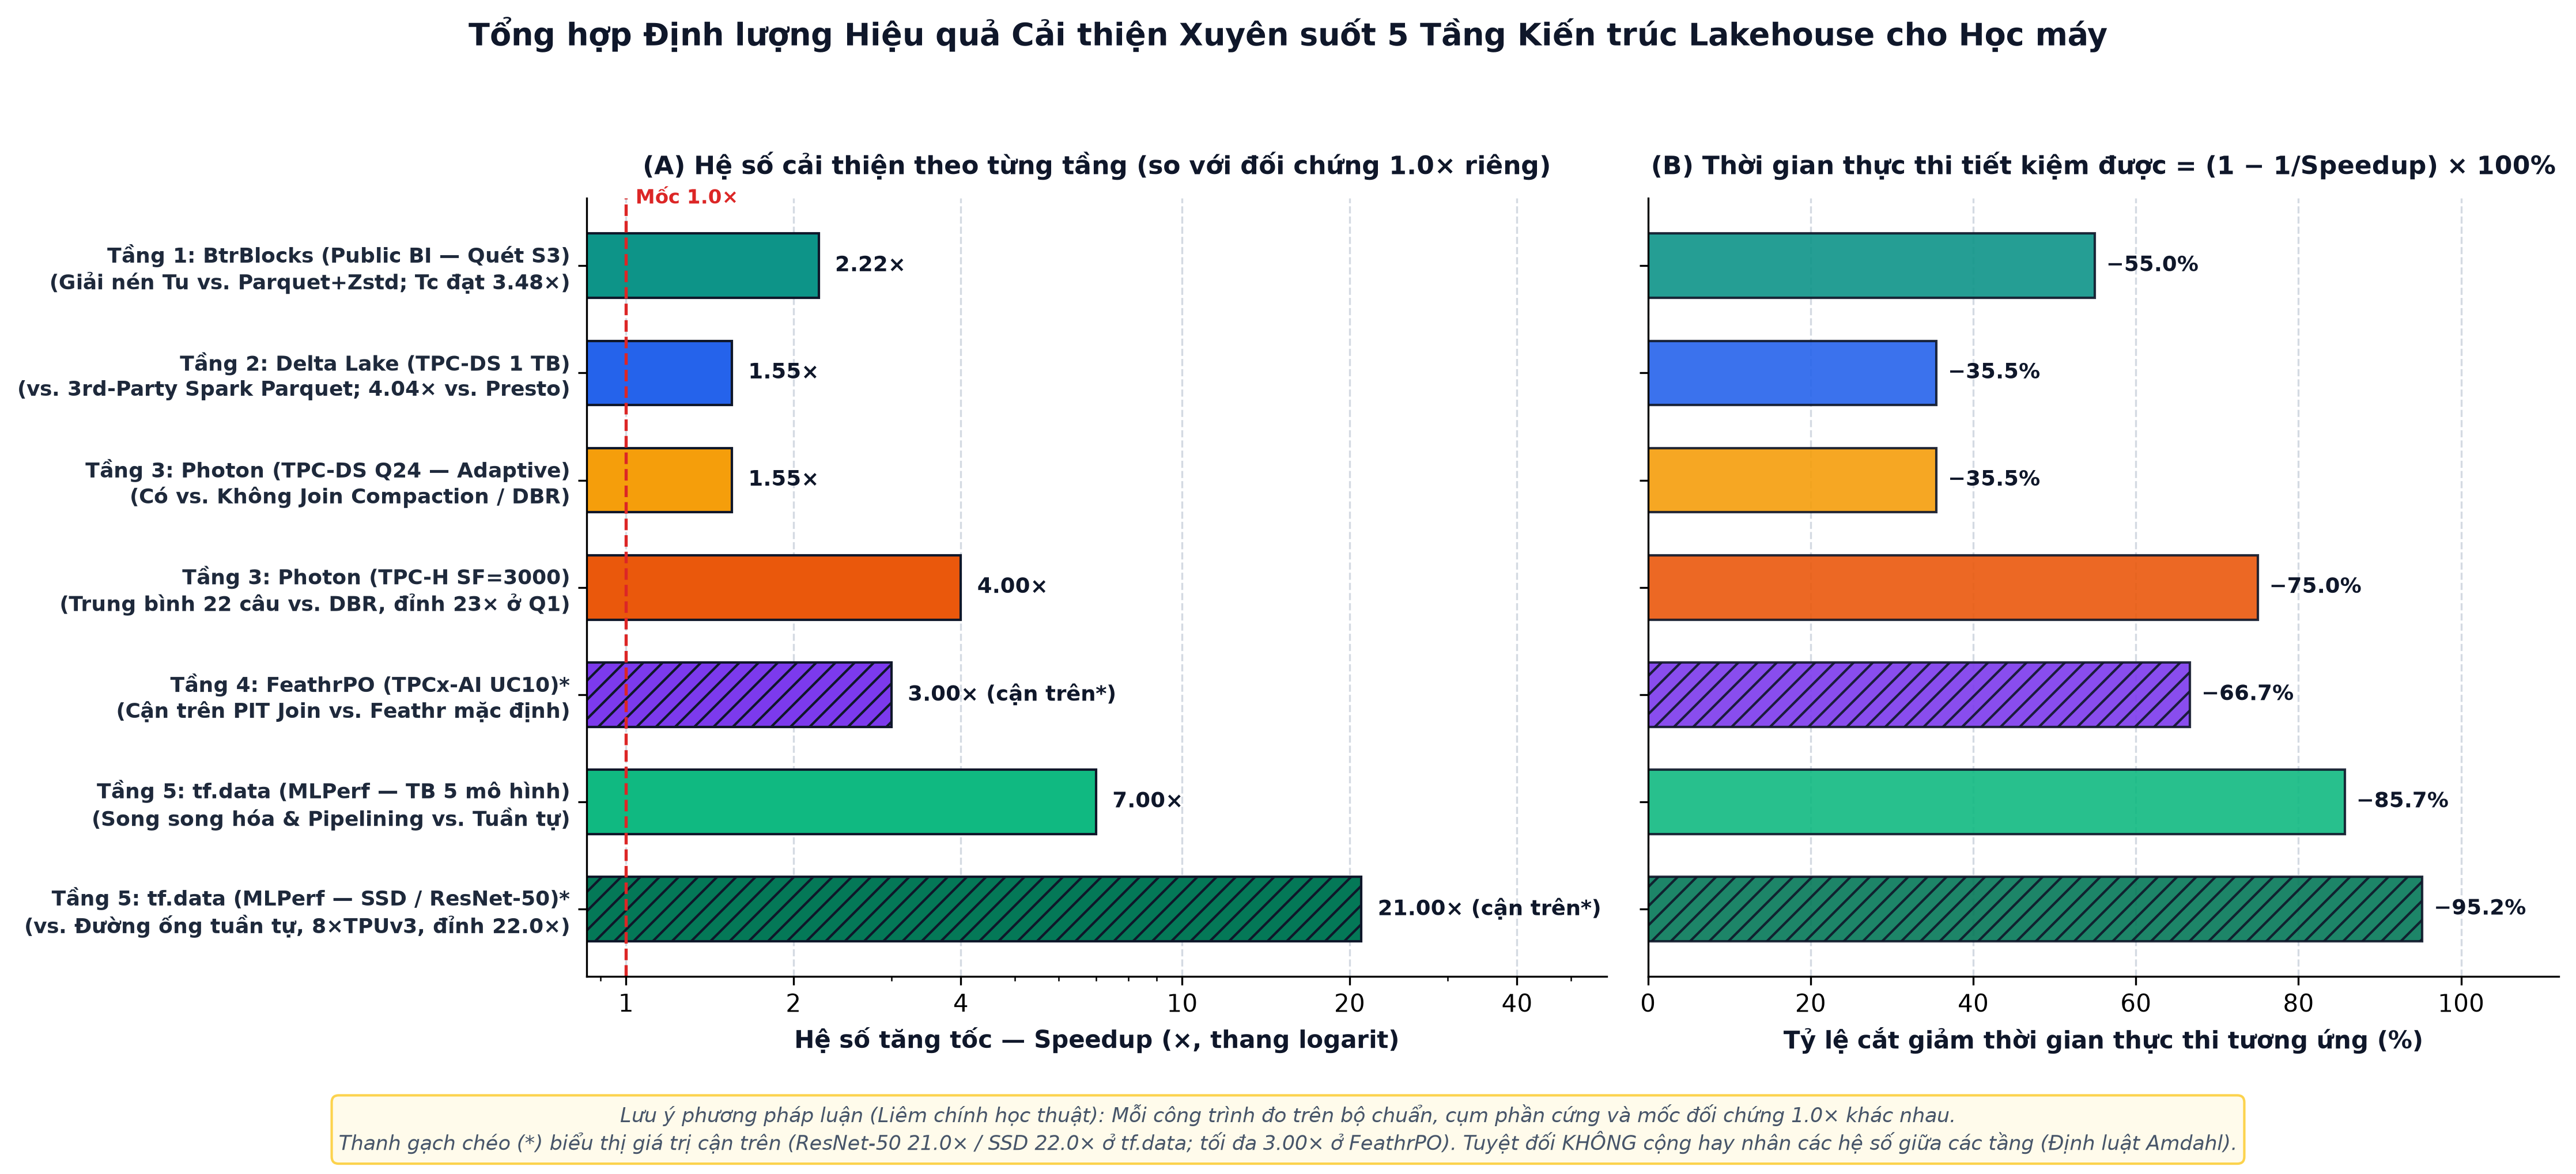 Tổng hợp Định lượng Hiệu quả Cải thiện Xuyên suốt 5 Tầng Kiến trúc Lakehouse cho Học máy
(A) Hệ số cải thiện theo từng tầng (so với đối chứng 1.0× riêng)
Mốc 1.0×
Tầng 1: BtrBlocks (Public BI — Quét S3)
(Giải nén Tu vs. Parquet+Zstd; Tc đạt 3.48×)
2.22×
Tầng 2: Delta Lake (TPC-DS 1 TB)
(vs. 3rd-Party Spark Parquet; 4.04× vs. Presto)
1.55×
Tầng 3: Photon (TPC-DS Q24 — Adaptive)
(Có vs. Không Join Compaction / DBR)
1.55×
Tầng 3: Photon (TPC-H SF=3000)
(Trung bình 22 câu vs. DBR, đỉnh 23× ở Q1)
4.00×
Tầng 4: FeathrPO (TPCx-AI UC10)*
(Cận trên PIT Join vs. Feathr mặc định)
3.00× (cận trên*)
Tầng 5: tf.data (MLPerf — TB 5 mô hình)
(Song song hóa & Pipelining vs. Tuần tự)
7.00×
Tầng 5: tf.data (MLPerf — SSD / ResNet-50)*
(vs. Đường ống tuần tự, 8×TPUv3, đỉnh 22.0×)
21.00× (cận trên*)
1 2 4 10 20 40
Hệ số tăng tốc — Speedup (×, thang logarit)
(B) Thời gian thực thi tiết kiệm được = (1 − 1/Speedup) × 100%
−55.0%
−35.5%
−35.5%
−75.0%
−66.7%
−85.7%
−95.2%
0 20 40 60 80 100
Tỷ lệ cắt giảm thời gian thực thi tương ứng (%)
Lưu ý phương pháp luận (Liêm chính học thuật): Mỗi công trình đo trên bộ chuẩn, cụm phần cứng và mốc đối chứng 1.0× khác nhau.
Thanh gạch chéo (*) biểu thị giá trị cận trên (ResNet-50 21.0× / SSD 22.0× ở tf.data; tối đa 3.00× ở FeathrPO). Tuyệt đối KHÔNG cộng hay nhân các hệ số giữa các tầng (Định luật Amdahl).